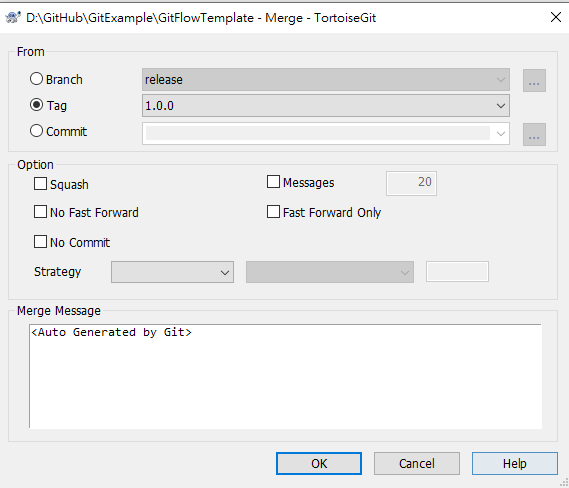 D:\GitHub\GitExample\GitFlowTemplate - Merge - TortoiseGit
From
Branch
release
...
Tag
1.0.0
Commit
...
Option
Squash
Messages
20
No Fast Forward
Fast Forward Only
No Commit
Strategy
Merge Message
<Auto Generated by Git>
OK
Cancel
Help